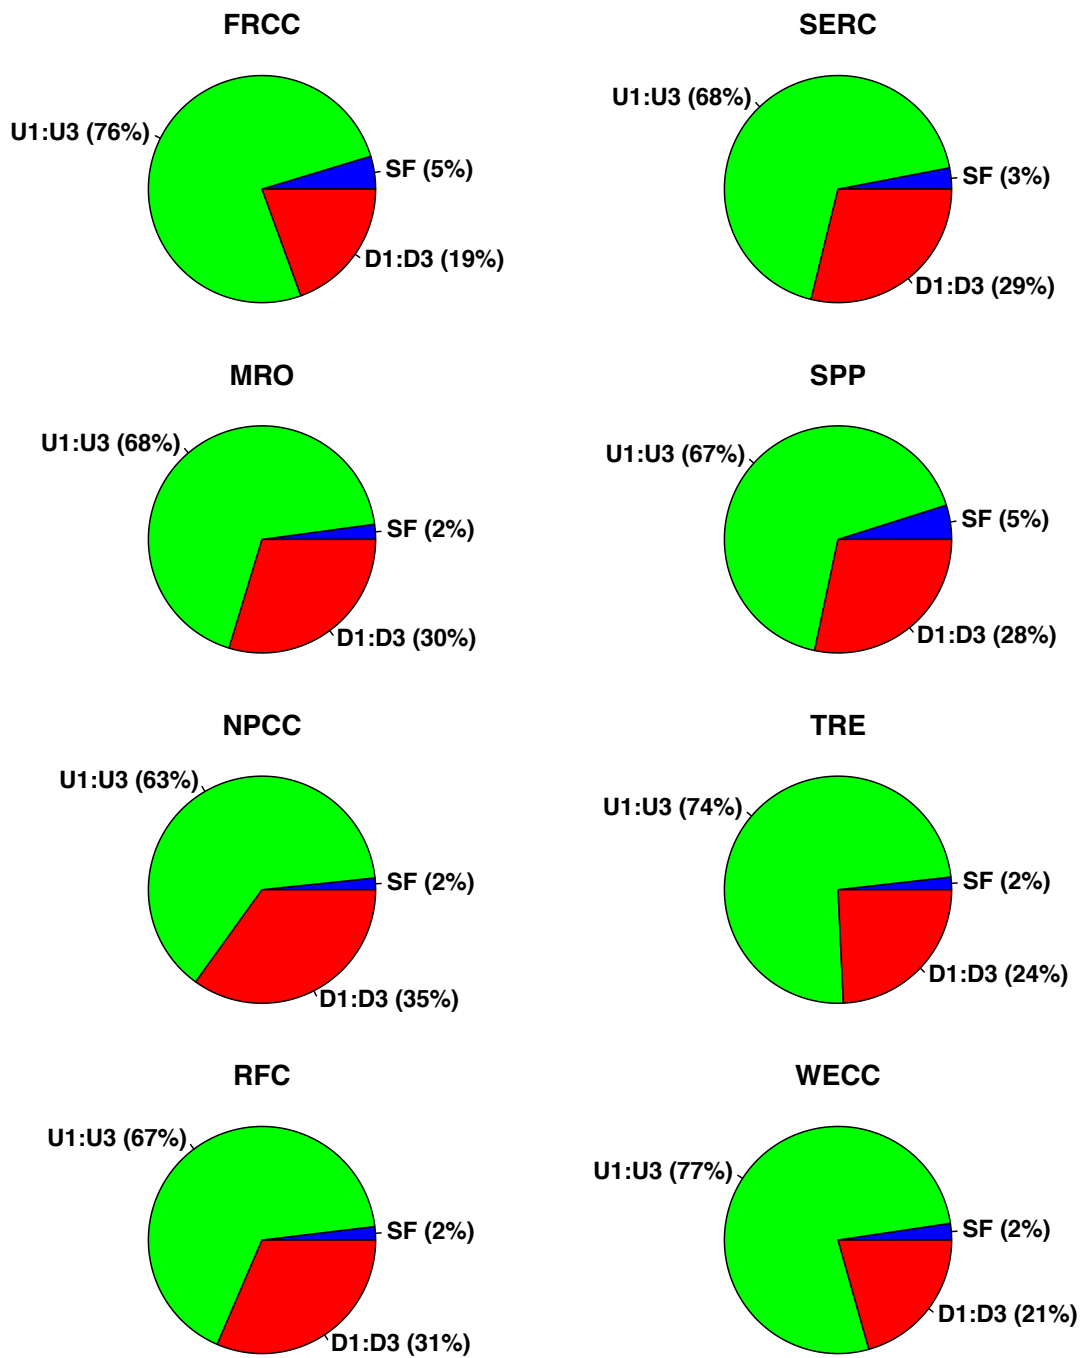 FRCC
U1:U3 (76%)
SF (5%)
D1:D3 (19%)
SERC
U1:U3 (68%)
SF (3%)
D1:D3 (29%)
MRO
U1:U3 (68%)
SF (2%)
D1:D3 (30%)
SPP
U1:U3 (67%)
SF (5%)
D1:D3 (28%)
NPCC
U1:U3 (63%)
SF (2%)
D1:D3 (35%)
TRE
U1:U3 (74%)
SF (2%)
D1:D3 (24%)
RFC
U1:U3 (67%)
SF (2%)
D1:D3 (31%)
WECC
U1:U3 (77%)
SF (2%)
D1:D3 (21%)